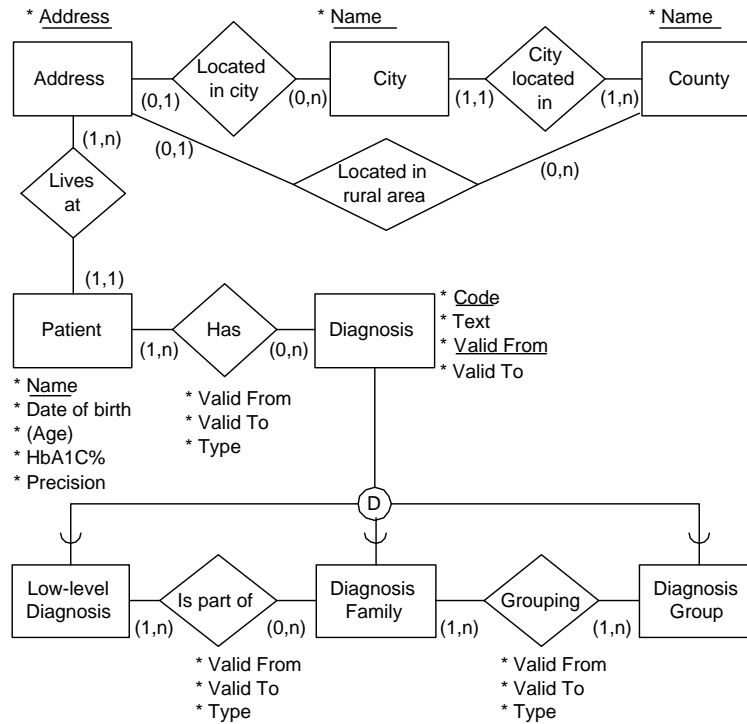 * Address
* Name
* Name
Address
Located
in city
City
City
located
in
County
(0,1)
(0,n)
(1,1)
(1,n)
(1,n)
(0,1)
Located in
rural area
(0,n)
Lives
at
(1,1)
Patient
Has
Diagnosis
(1,n)
(0,n)
* Code
* Text
* Valid From
* Valid To
* Name
* Date of birth
* (Age)
* HbA1C%
* Precision
* Valid From
* Valid To
* Type
D
Low-level
Diagnosis
Is part of
Diagnosis
Family
Grouping
Diagnosis
Group
(1,n)
(0,n)
(1,n)
(1,n)
* Valid From
* Valid To
* Type
* Valid From
* Valid To
* Type